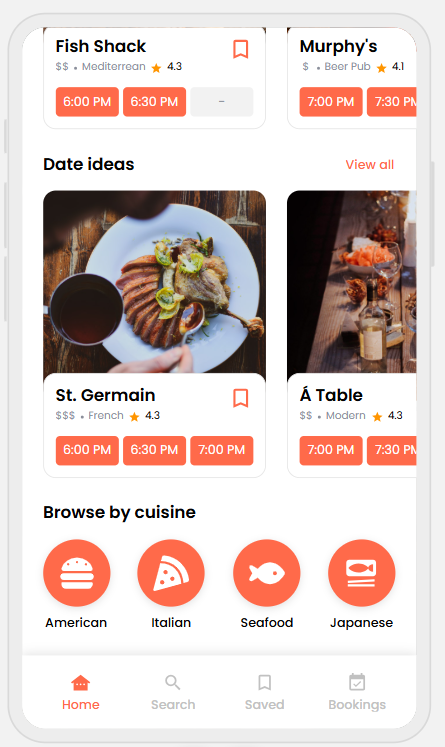 Fish Shack
$$ • Mediterrean 4.3
6:00 PM 6:30 PM -
Murphy's
$ • Beer Pub 4.1
7:00 PM 7:30 PM
Date ideas
View all
St. Germain
$$$ • French 4.3
6:00 PM 6:30 PM 7:00 PM
Á Table
$$ • Modern 4.3
7:00 PM 7:30 PM
Browse by cuisine
American Italian Seafood Japanese
Home Search Saved Bookings